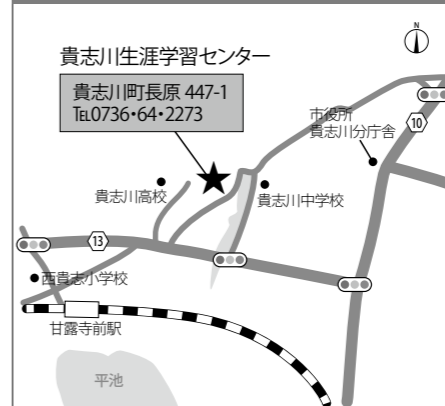 N
貴志川生涯学習センター
貴志川町長原 447-1
℡0736・64・2273
市役所
貴志川分庁舎
10
貴志川高校
貴志川中学校
13
西貴志小学校
甘露寺前駅
平池